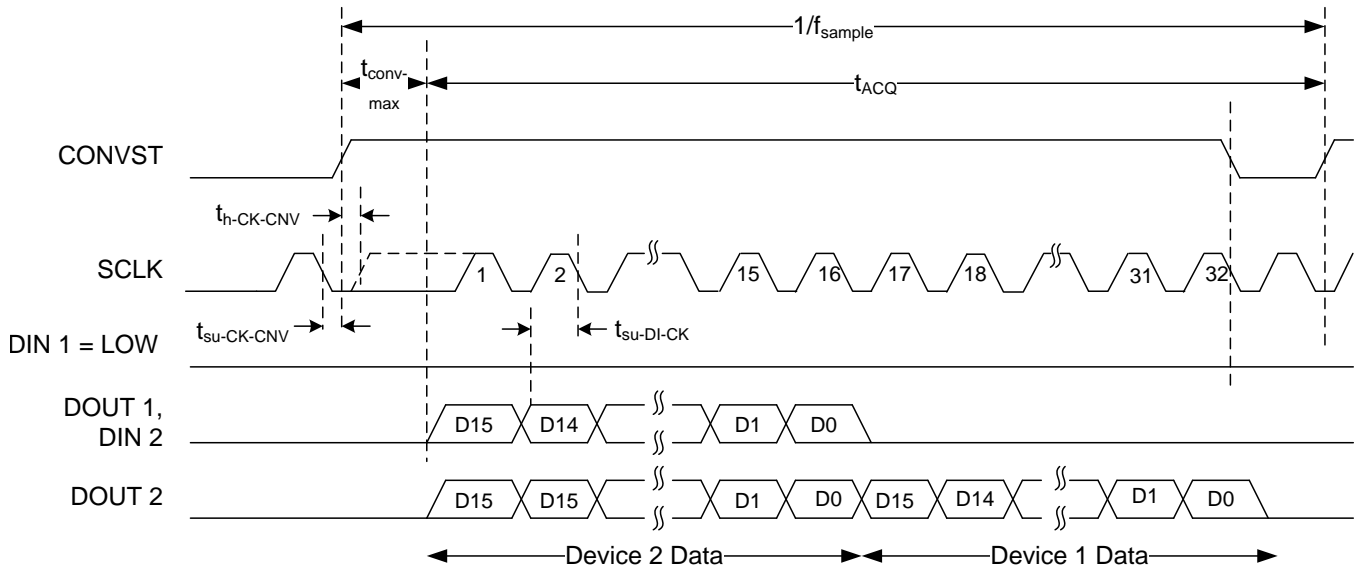 1/fsample
tconv-max
tACQ
CONVST
th-CK-CNV
SCLK
1 2 15 16 17 18 31 32
tsu-CK-CNV
tsu-DI-CK
DIN 1 = LOW
DOUT 1,
DIN 2
D15 D14 D1 D0
DOUT 2
D15 D15 D1 D0 D15 D14 D1 D0
Device 2 Data
Device 1 Data